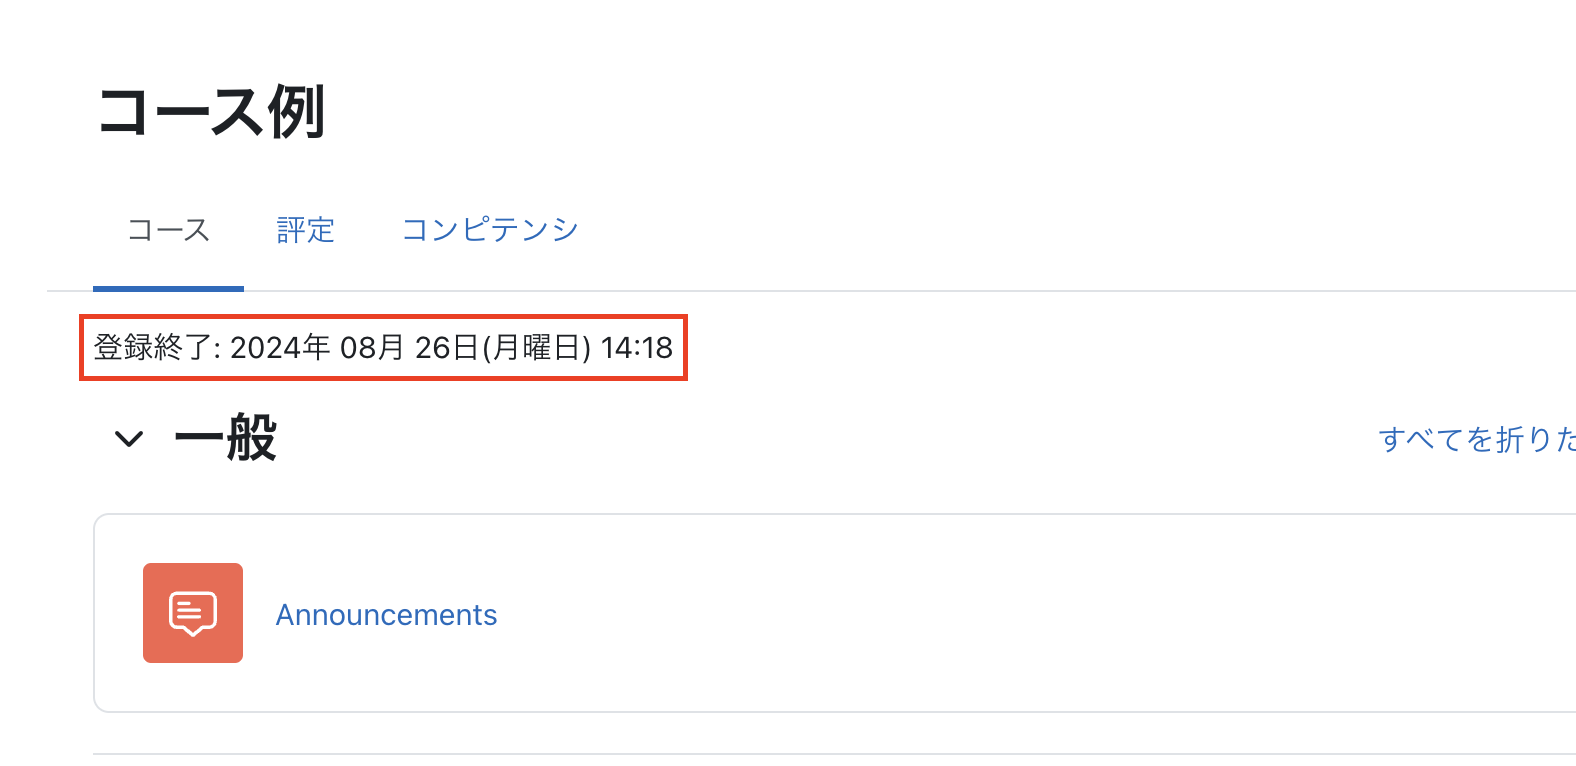 コース例
コース 評定 コンピテンシ
登録終了: 2024年 08月 26日(月曜日) 14:18
一般
すべてを折りた
Announcements